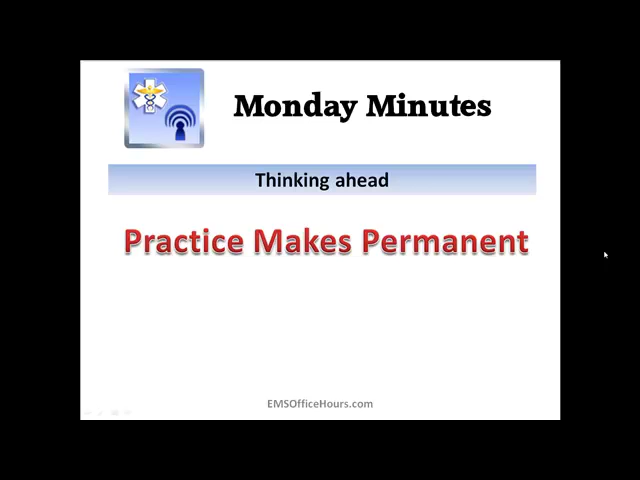 Monday Minutes
Thinking ahead
Practice Makes Permanent
EMSOfficeHours.com